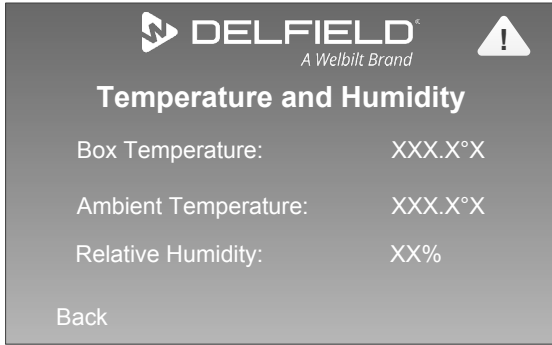 DELFIELD®
A Welbilt Brand
!
Temperature and Humidity
Box Temperature: XXX.X°X
Ambient Temperature: XXX.X°X
Relative Humidity: XX%
Back